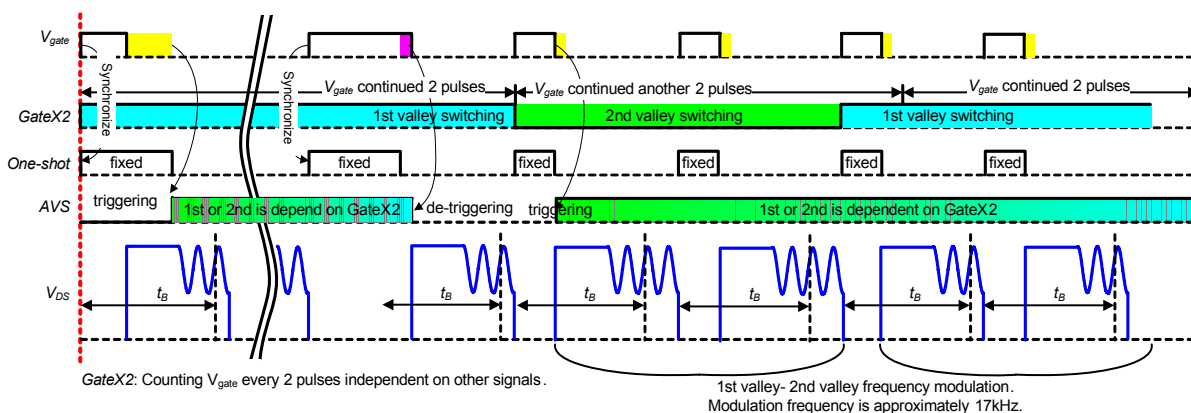 Vgate
Synchronize
Synchronize
Vgate continued 2 pulses
Vgate continued another 2 pulses
Vgate continued 2 pulses
GateX2
1st valley switching
2nd valley switching
1st valley switching
One-shot
fixed
fixed
fixed
fixed
fixed
fixed
AVS
triggering
1st or 2nd is depend on GateX2
de-triggering
triggering
1st or 2nd is dependent on GateX2
VDS
tB
tB
tB
tB
tB
tB
GateX2: Counting Vgate every 2 pulses independent on other signals.
1st valley- 2nd valley frequency modulation.
Modulation frequency is approximately 17kHz.